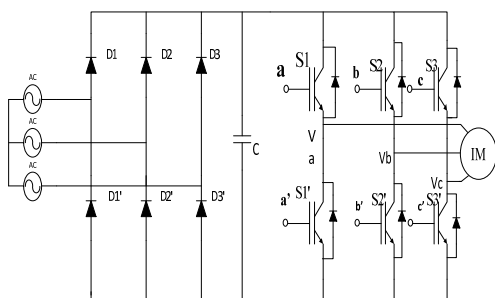 D1 D2 D3 S1 S2 S3
AC
a b c
AC
AC
C
V
a
Vb
IM
Vc
D1' D2' D3' S1' S2' S3'
a' b' c'